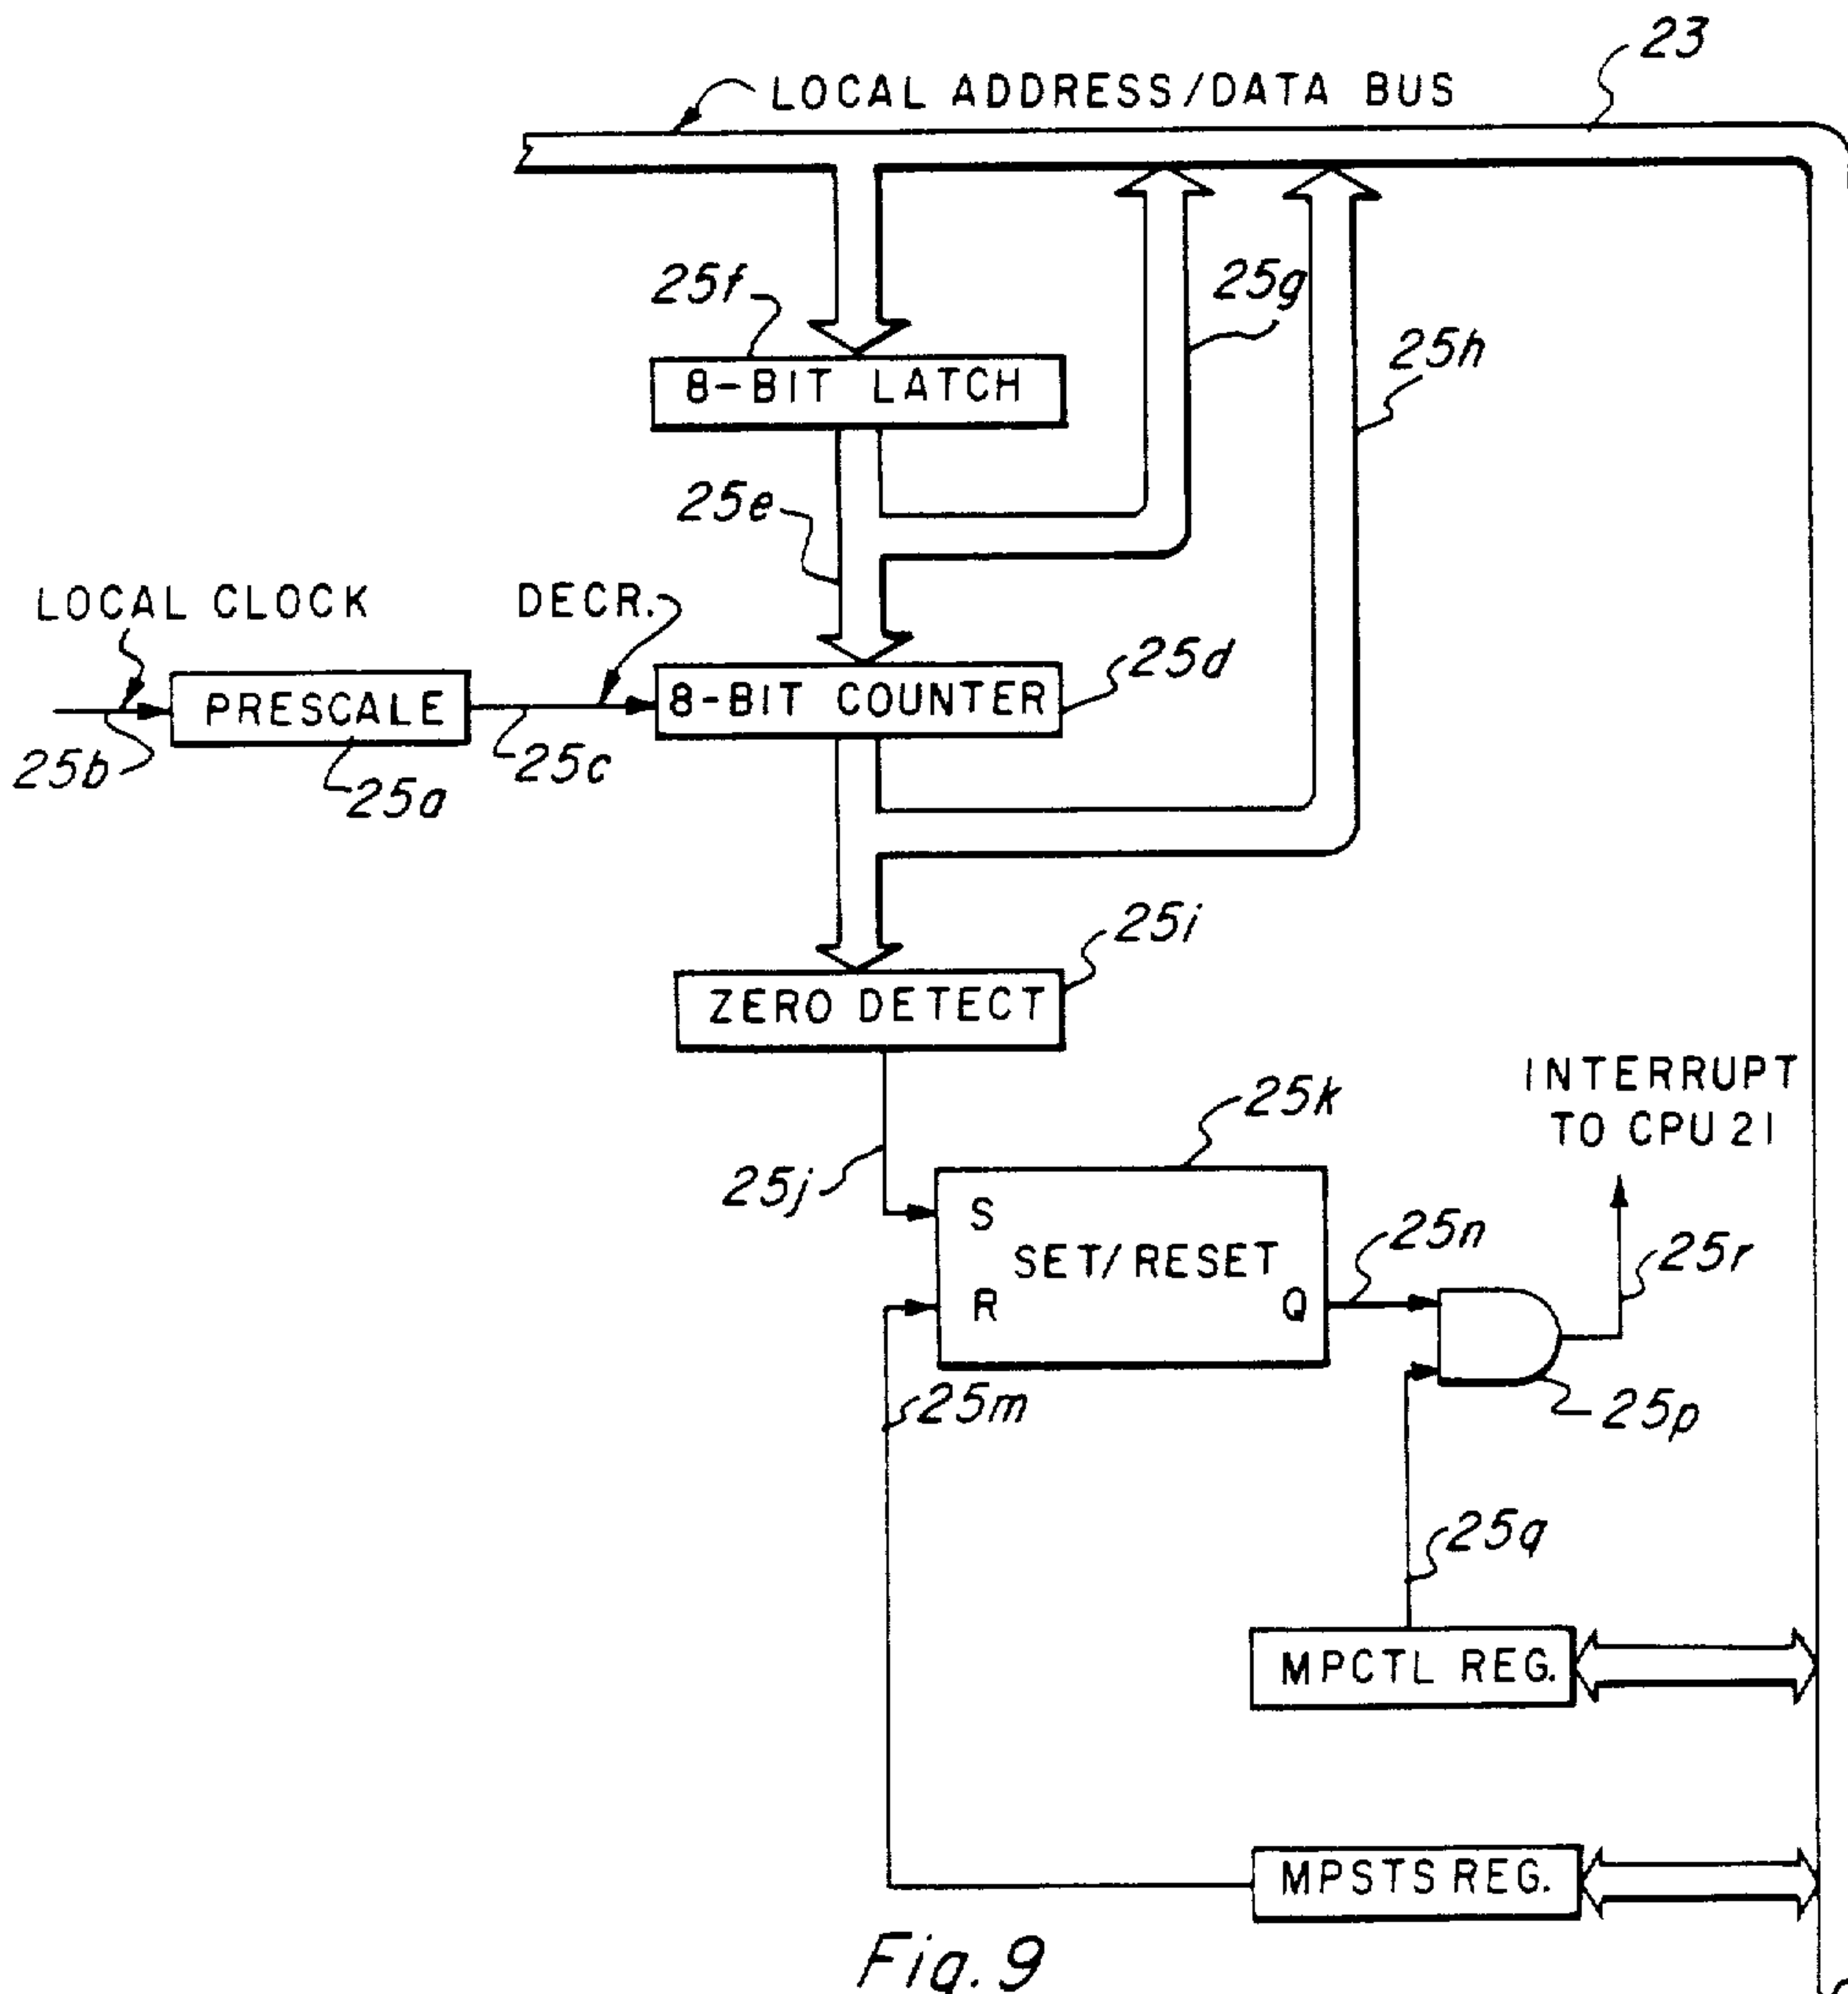 23
LOCAL ADDRESS/DATA BUS
25f
25g
8-BIT LATCH
25h
25e
LOCAL CLOCK
DECR.
25d
PRESCALE
8-BIT COUNTER
25b
25a
25c
25i
ZERO DETECT
INTERRUPT
TO CPU 21
25k
25j
S
SET/RESET
R
Q
25n
25r
25m
25p
25q
MPCTL REG.
MPSTS REG.
Fig. 9